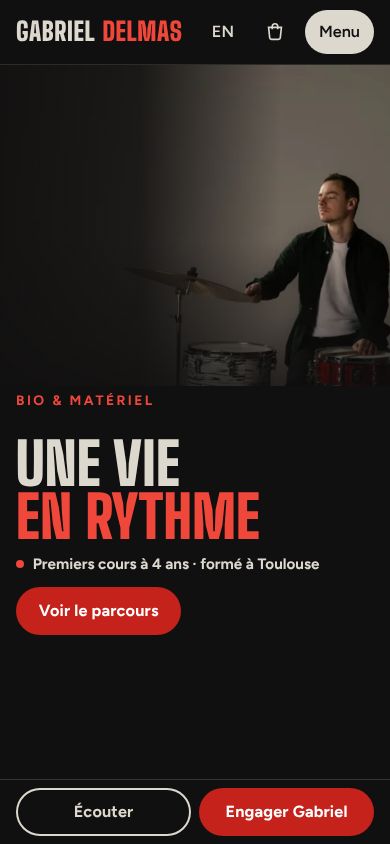 GABRIEL DELMAS
EN
Menu
BIO & MATÉRIEL
UNE VIE
EN RYTHME
Premiers cours à 4 ans · formé à Toulouse
Voir le parcours
Écouter
Engager Gabriel